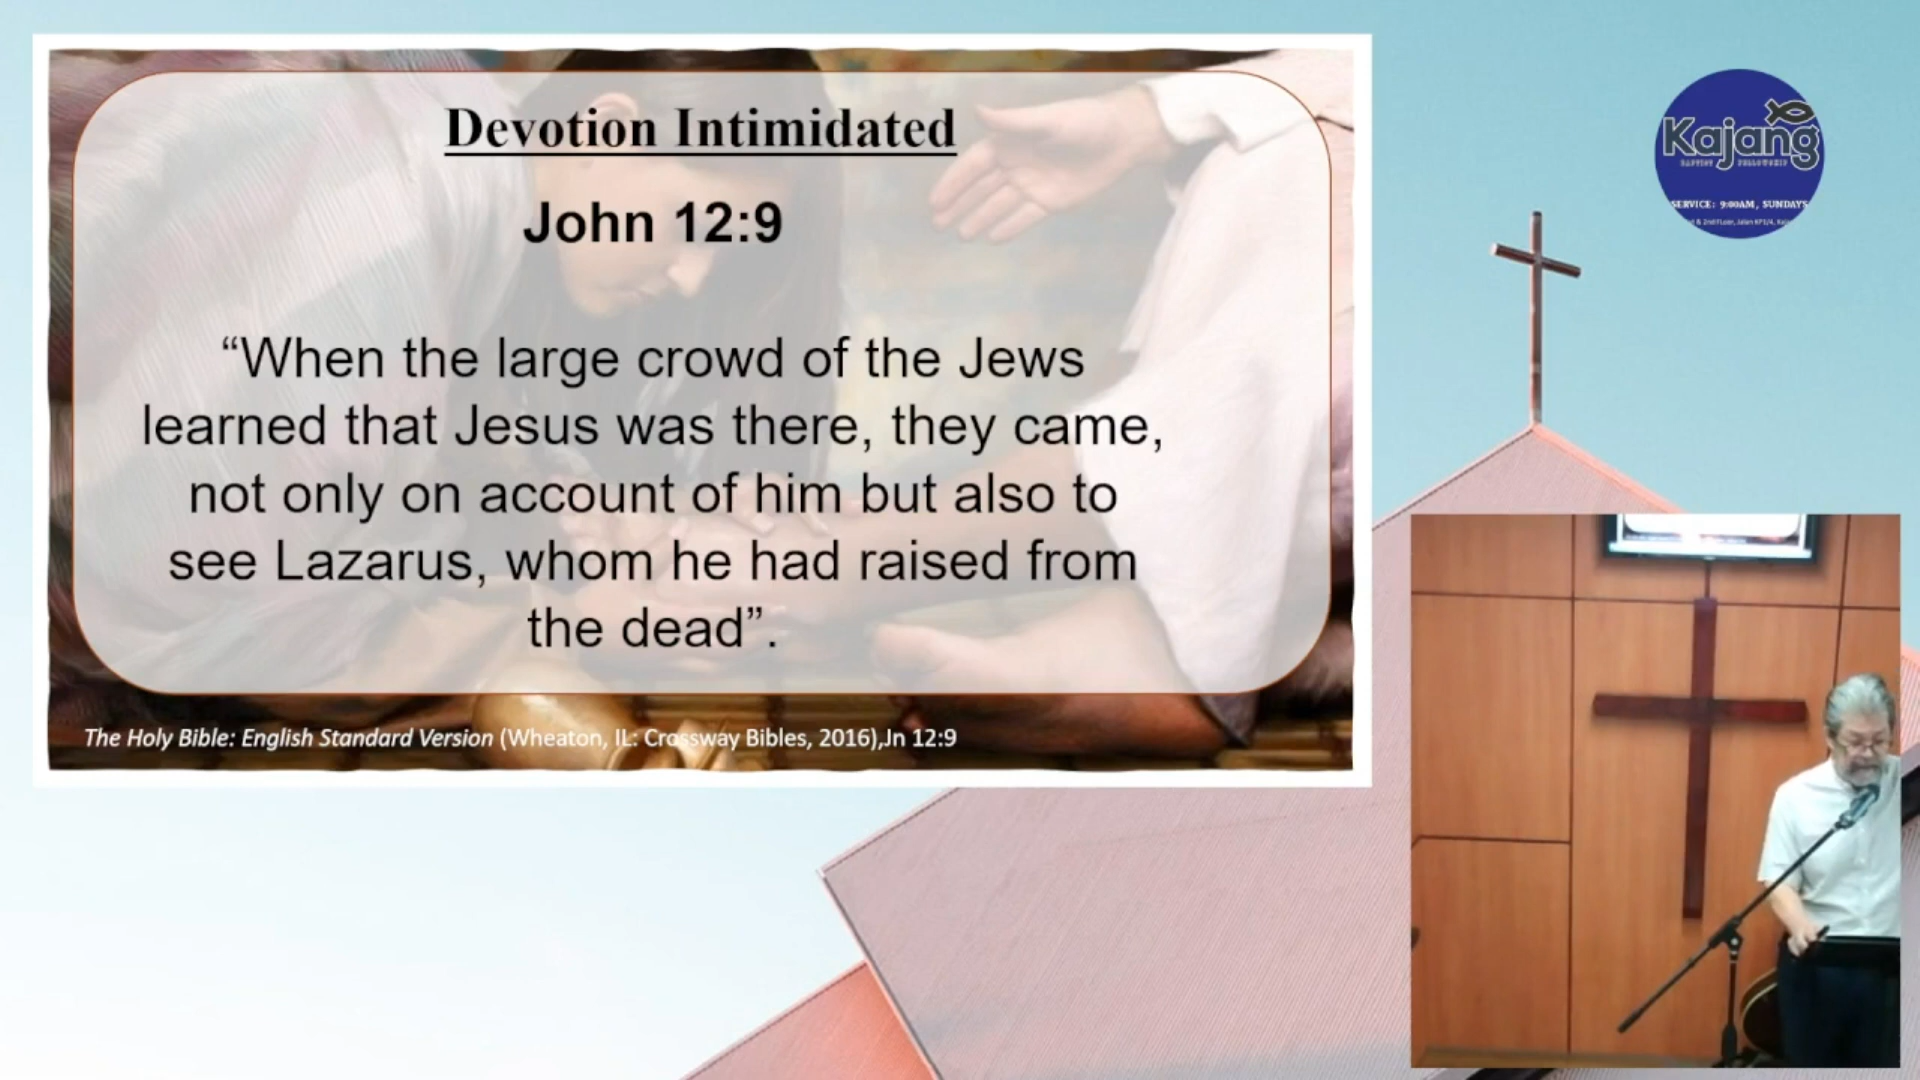 Devotion Intimidated
John 12:9
“When the large crowd of the Jews
learned that Jesus was there, they came,
not only on account of him but also to
see Lazarus, whom he had raised from
the dead”.
The Holy Bible: English Standard Version (Wheaton, IL: Crossway Bibles, 2016),Jn 12:9
Kajang
BAPTIST FELLOWSHIP
SERVICE: 9:00AM, SUNDAYS